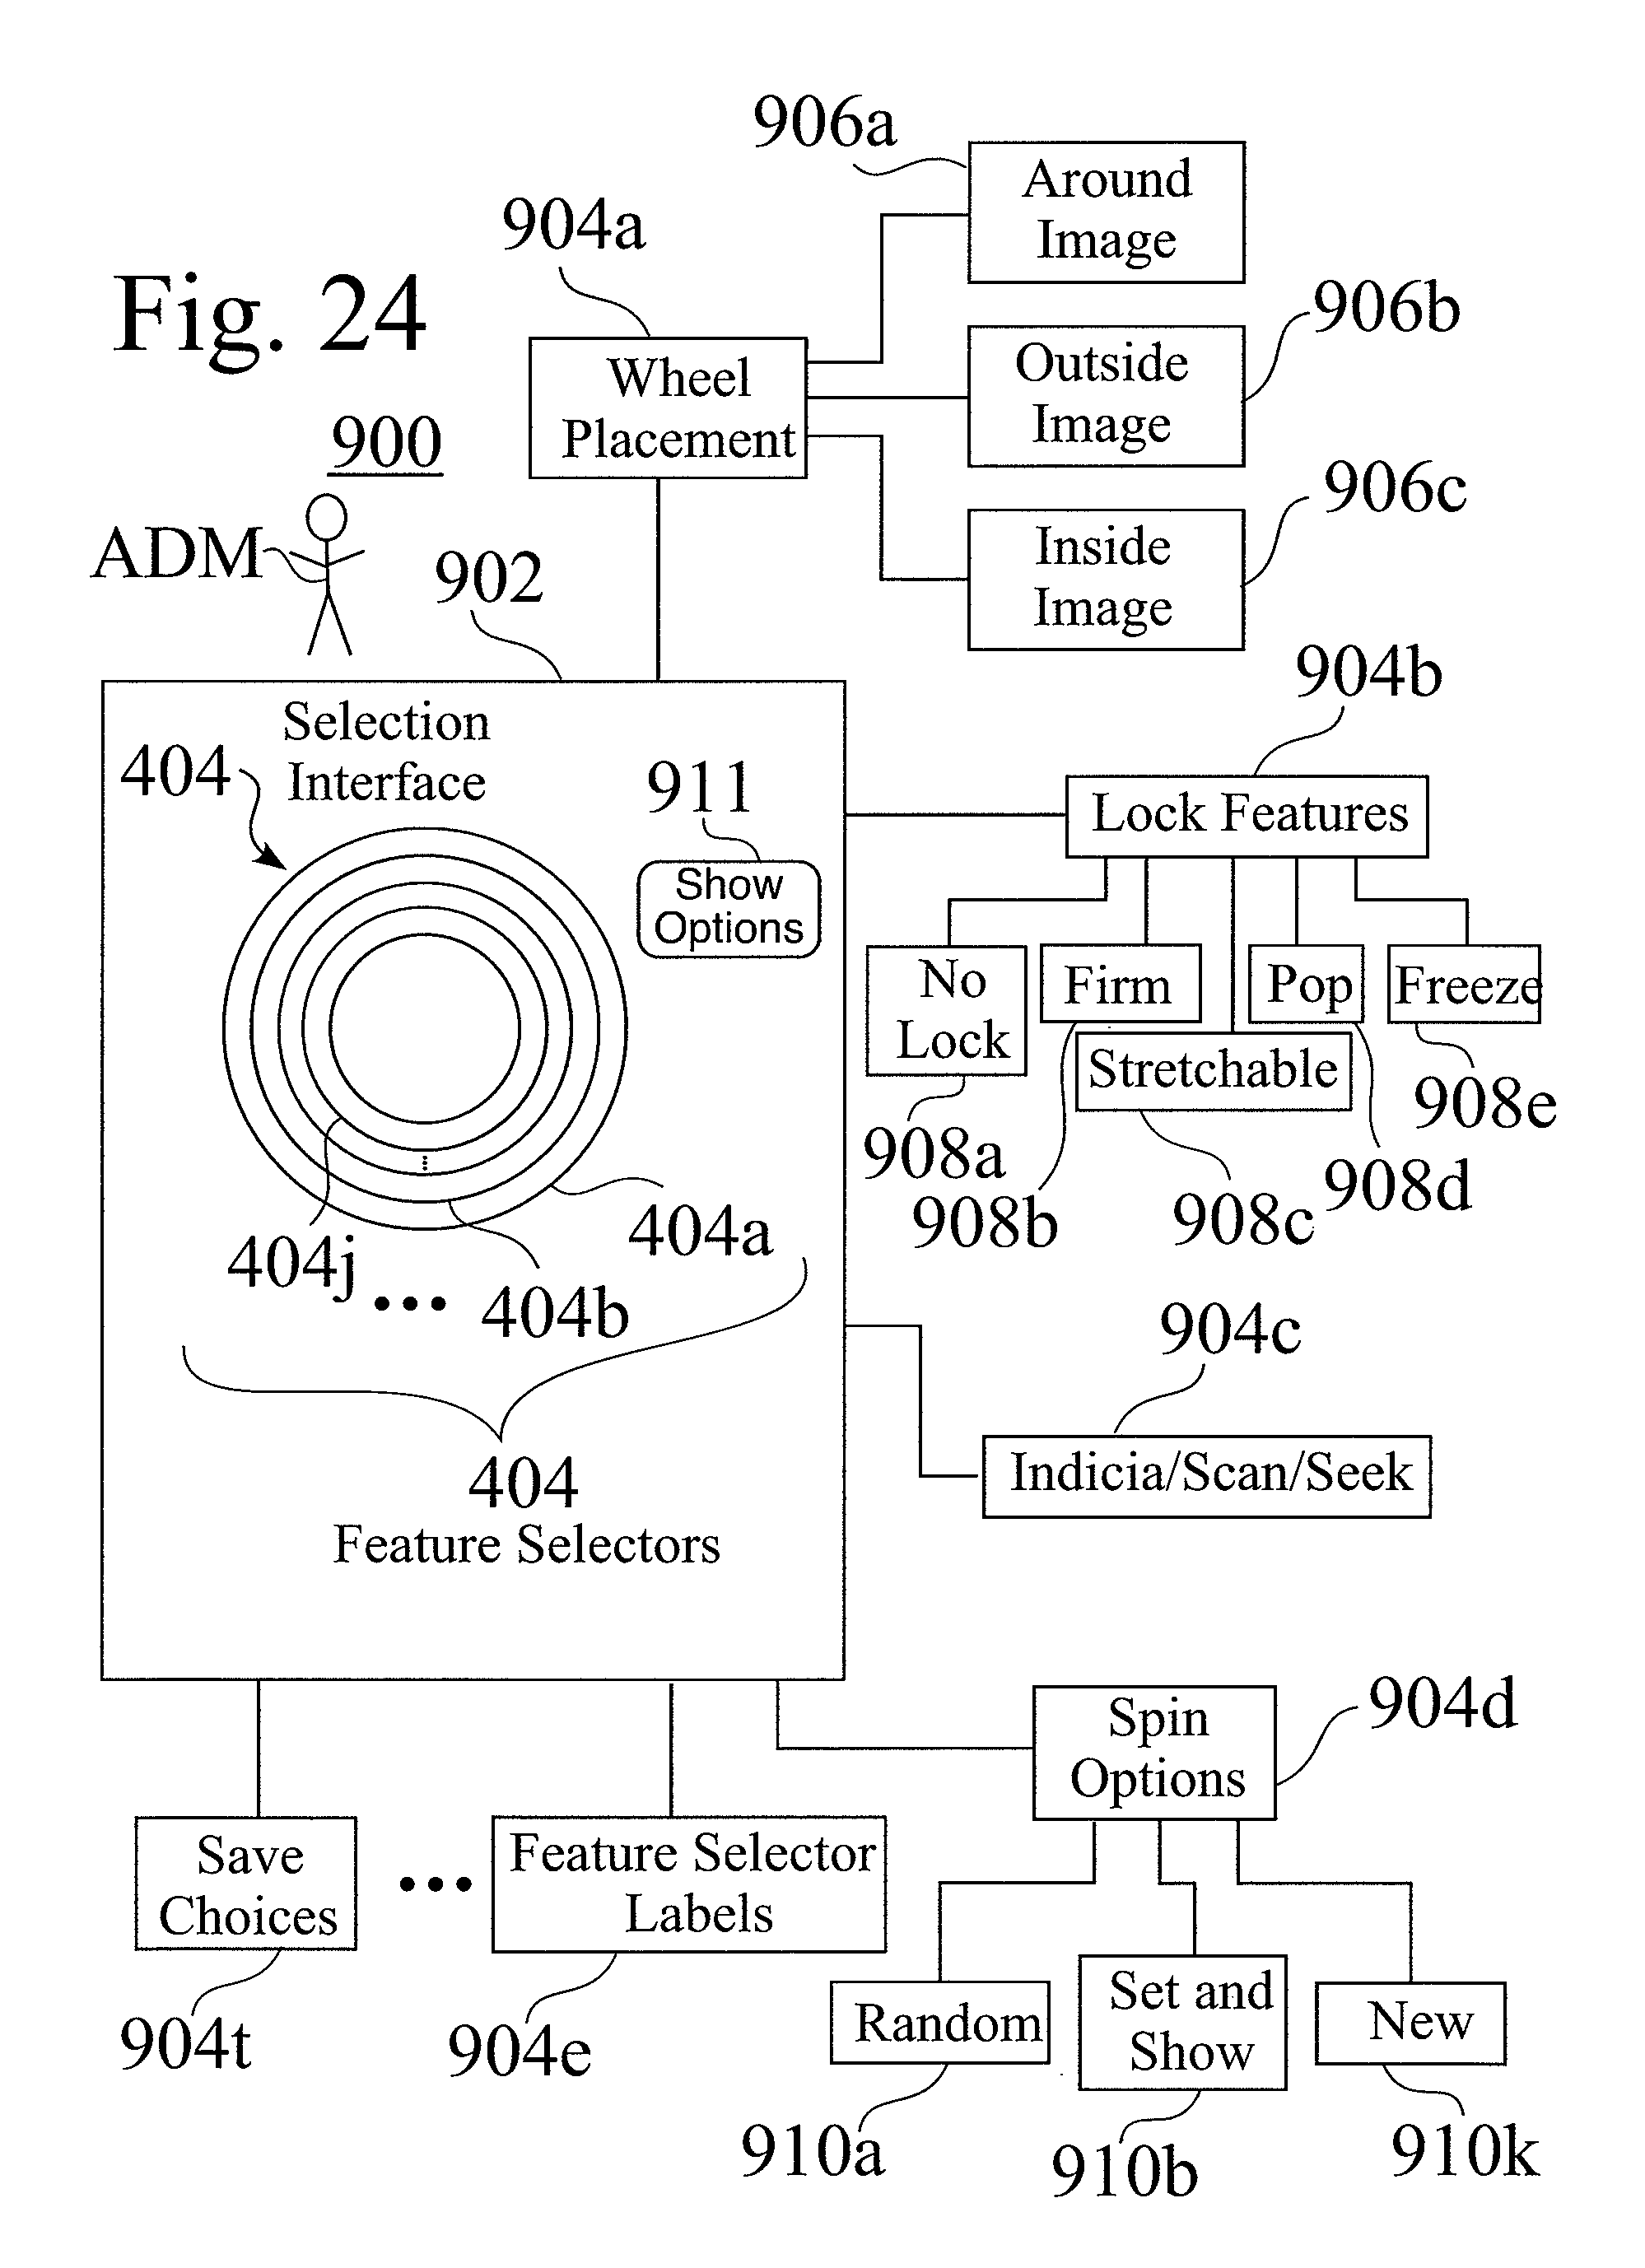 906a
Around
Image
904a
Fig. 24
906b
Outside
Image
Wheel
Placement
900
906c
Inside
Image
ADM
902
904b
Selection
Interface
404
911
Show
Options
Lock Features
No
Lock
Firm
Pop
Freeze
Stretchable
908a
908b
908c
908d
908e
404j
...
404b
404a
404
Feature Selectors
904c
Indicia/Scan/Seek
904d
Spin
Options
Save
Choices
...
Feature Selector
Labels
904t
904e
Random
Set and
Show
New
910a
910b
910k